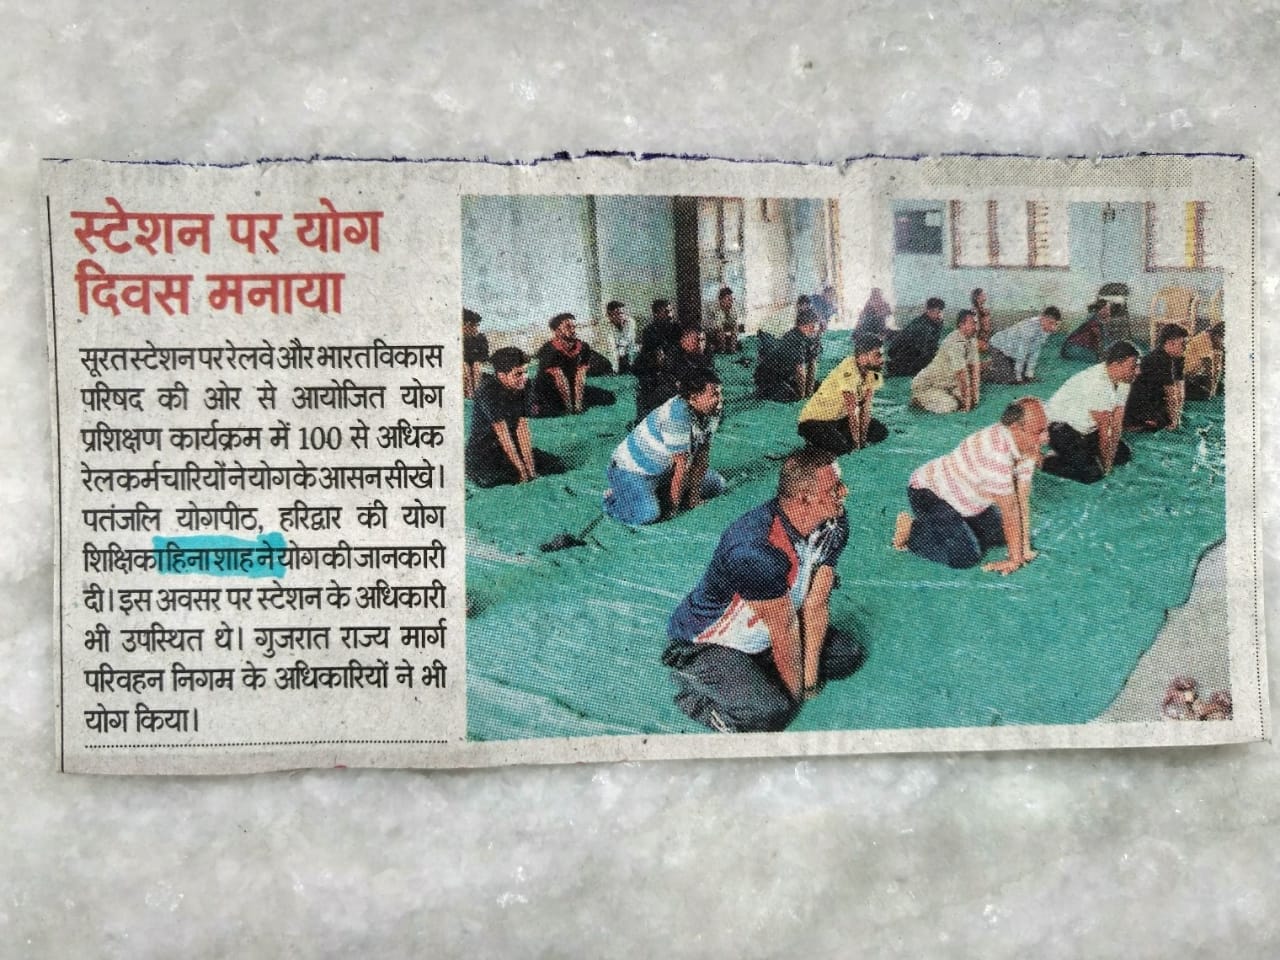 स्टेशन पर योग
दिवस मनाया
सूरत स्टेशन पर रेलवे और भारत विकास
परिषद की ओर से आयोजित योग
प्रशिक्षण कार्यक्रम में 100 से अधिक
रेलकर्मचारियों ने योग के आसन सीखे।
पतंजलि योगपीठ, हरिद्वार की योग
शिक्षिका हिना शाह ने योग की जानकारी
दी। इस अवसर पर स्टेशन के अधिकारी
भी उपस्थित थे। गुजरात राज्य मार्ग
परिवहन निगम के अधिकारियों ने भी
योग किया।